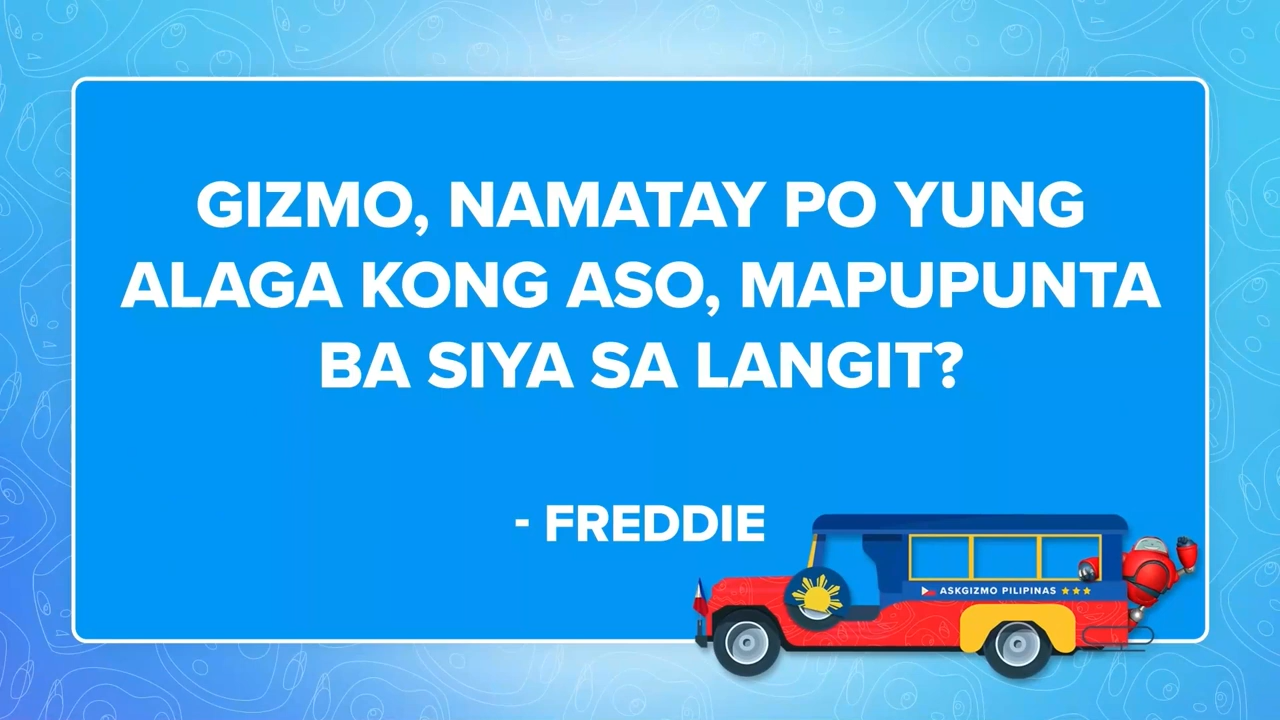 GIZMO, NAMATAY PO YUNG
ALAGA KONG ASO, MAPUPUNTA
BA SIYA SA LANGIT?
- FREDDIE
ASKGIZMO PILIPINAS